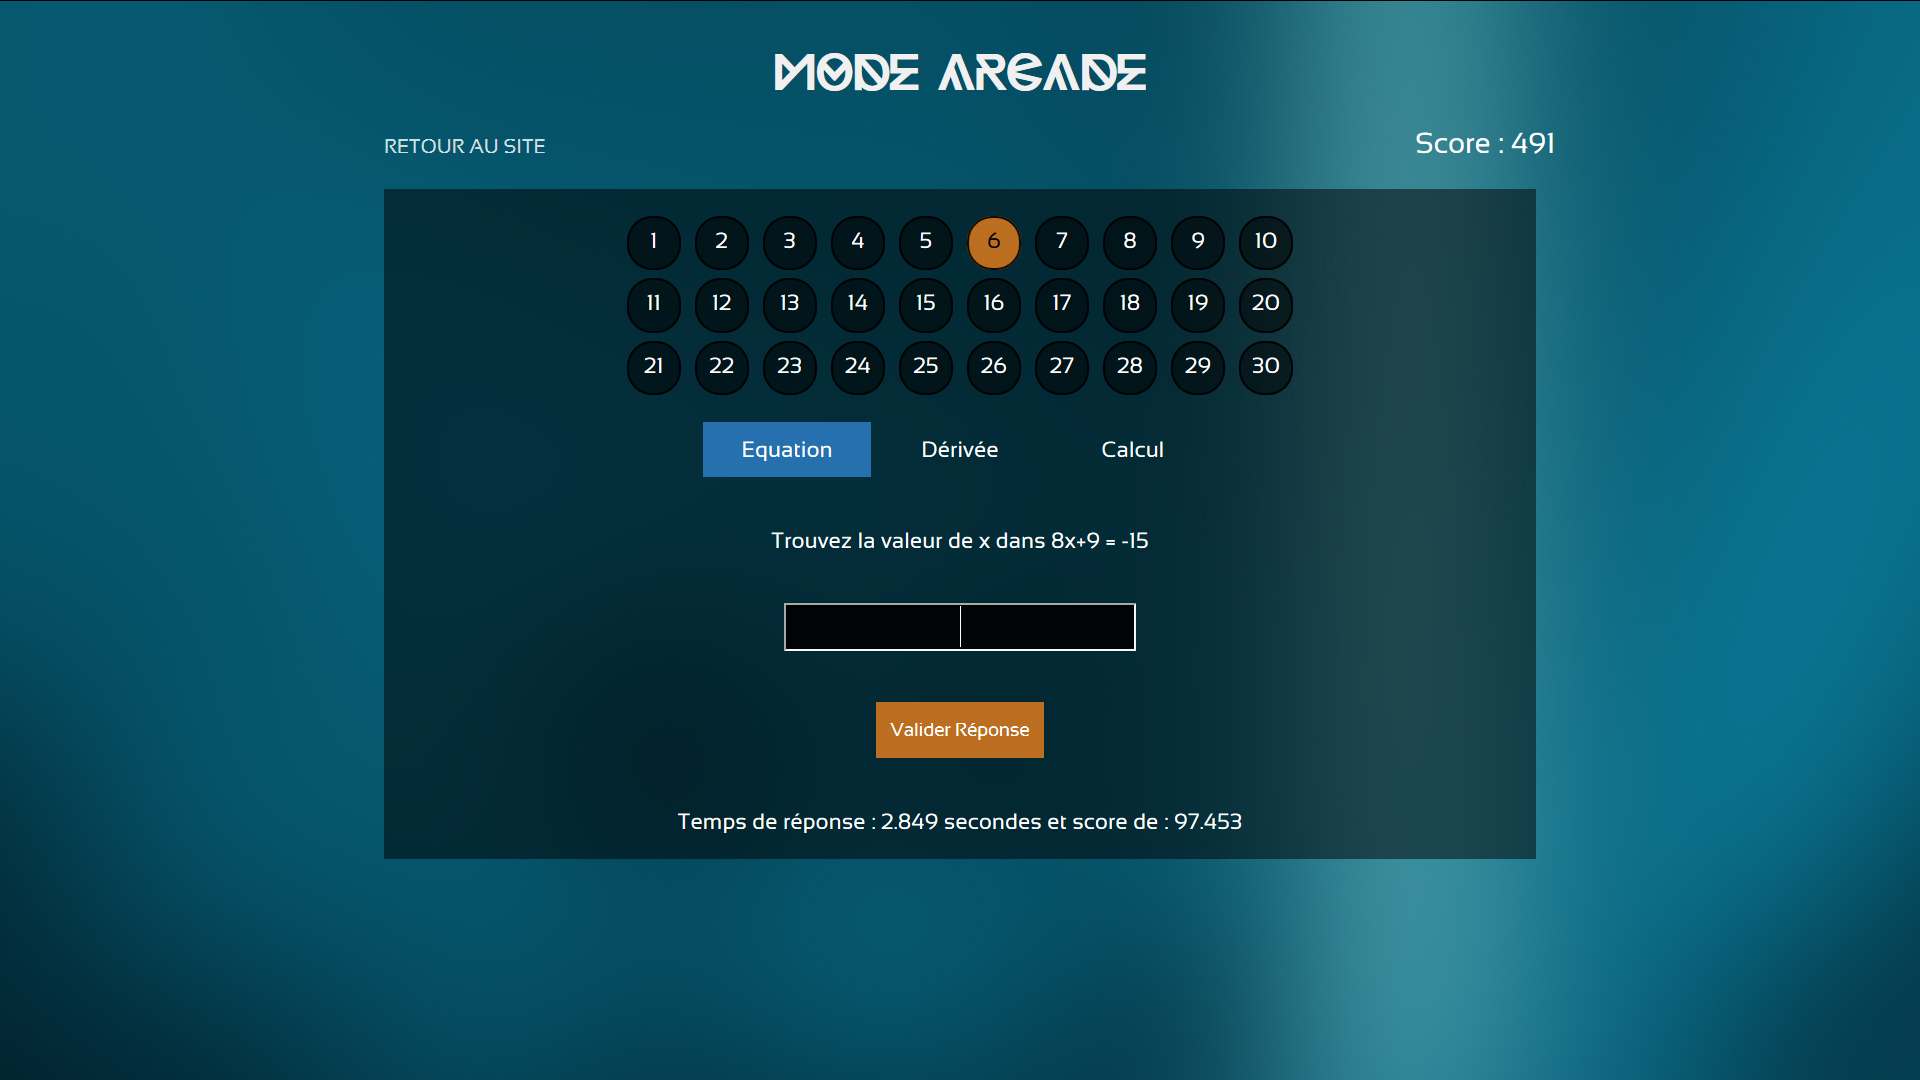 MODE ARCADE
RETOUR AU SITE
Score : 491
1 2 3 4 5 6 7 8 9 10
11 12 13 14 15 16 17 18 19 20
21 22 23 24 25 26 27 28 29 30
Equation Dérivée Calcul
Trouvez la valeur de x dans 8x+9 = -15
Valider Réponse
Temps de réponse : 2.849 secondes et score de : 97.453